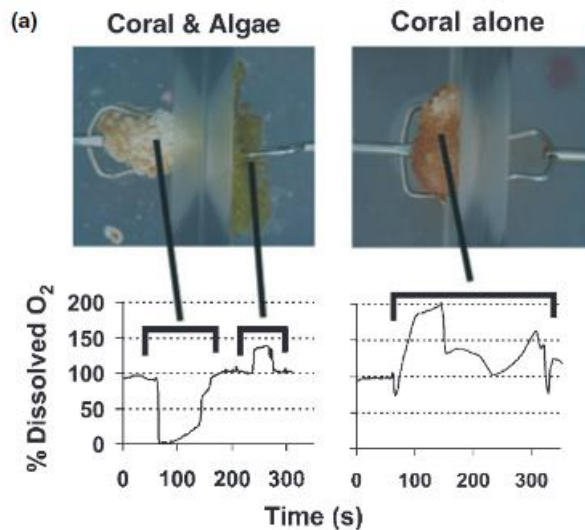 (a)
Coral & Algae
Coral alone
% Dissolved O₂
200
150
100
50
0
0 100 200 300
0 100 200 300
Time (s)